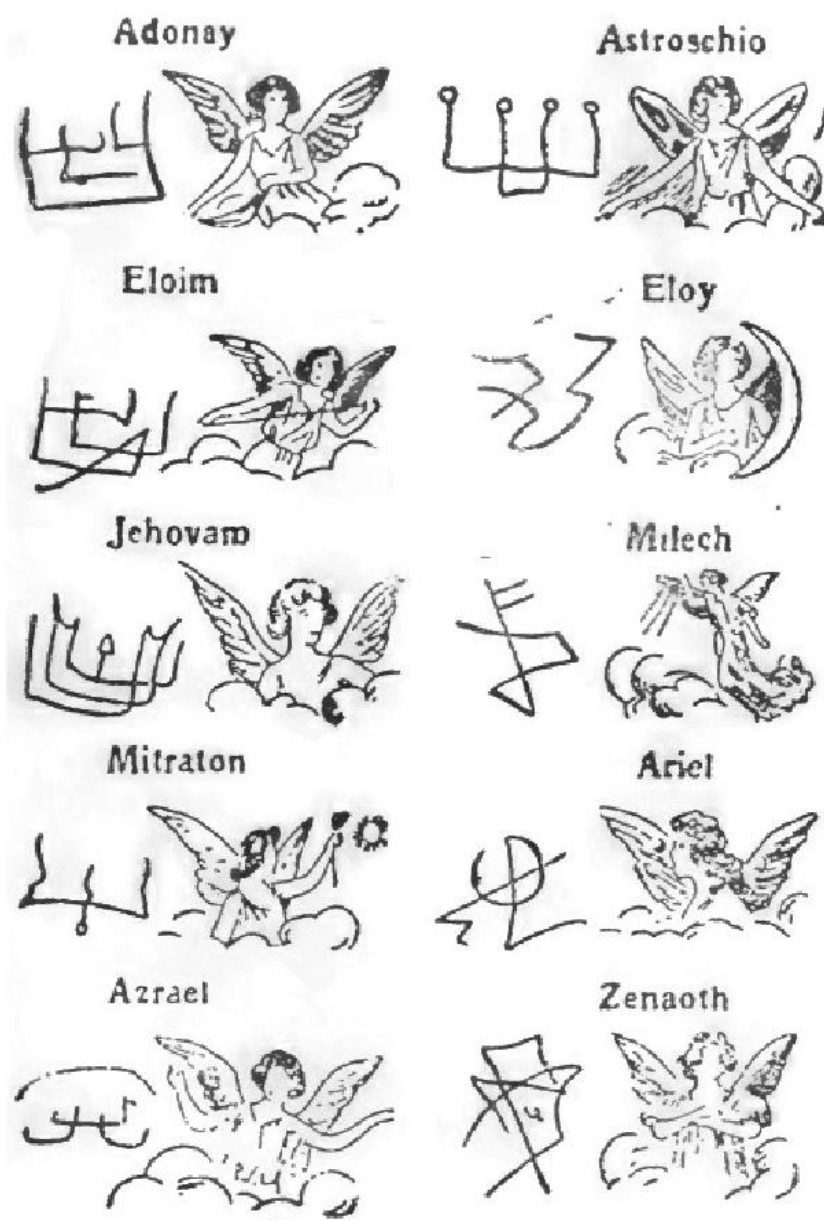 Adonay
Astroschio
Eloim
Eloy
Jehovam
Milech
Mitraton
Ariel
Azrael
Zenaoth